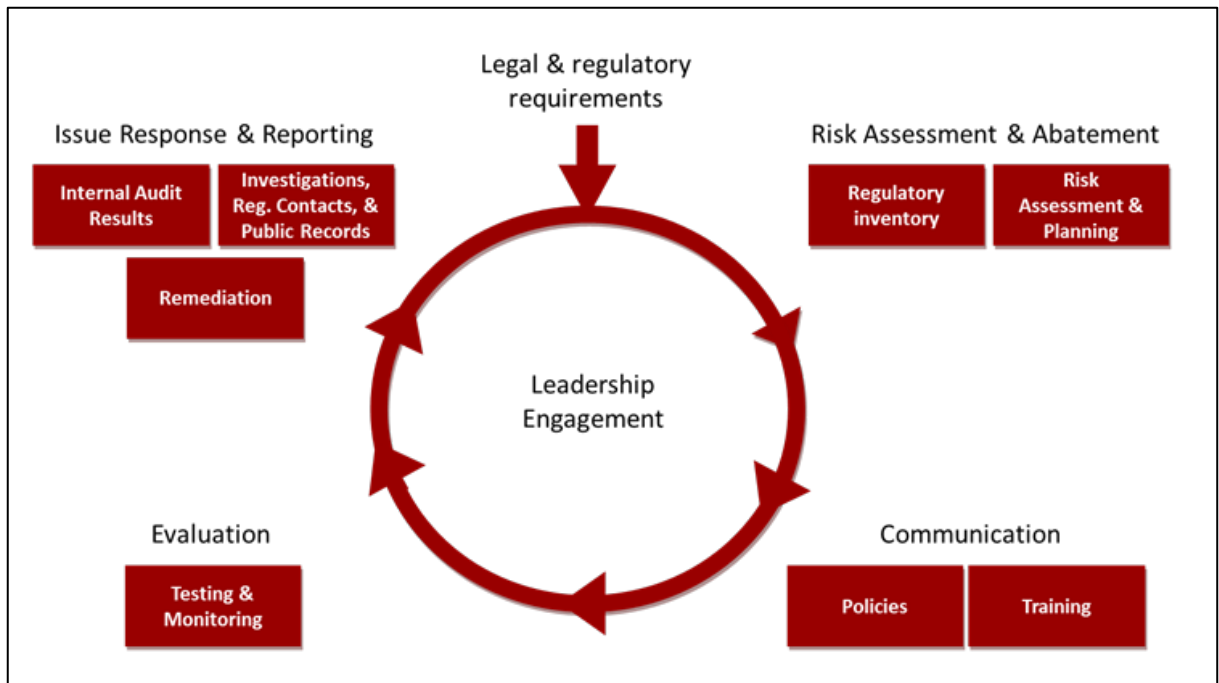 Legal & regulatory
requirements
Issue Response & Reporting
Internal Audit
Results
Investigations,
Reg. Contacts, &
Public Records
Remediation
Risk Assessment & Abatement
Regulatory
inventory
Risk
Assessment &
Planning
Leadership
Engagement
Evaluation
Testing &
Monitoring
Communication
Policies
Training